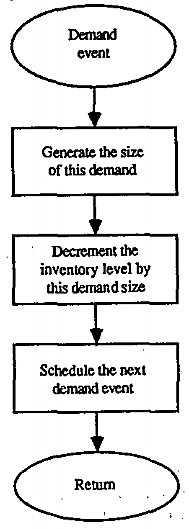 Demand
event
Generate the size
of this demand
Decrement the
inventory level by
this demand size
Schedule the next
demand event
Return